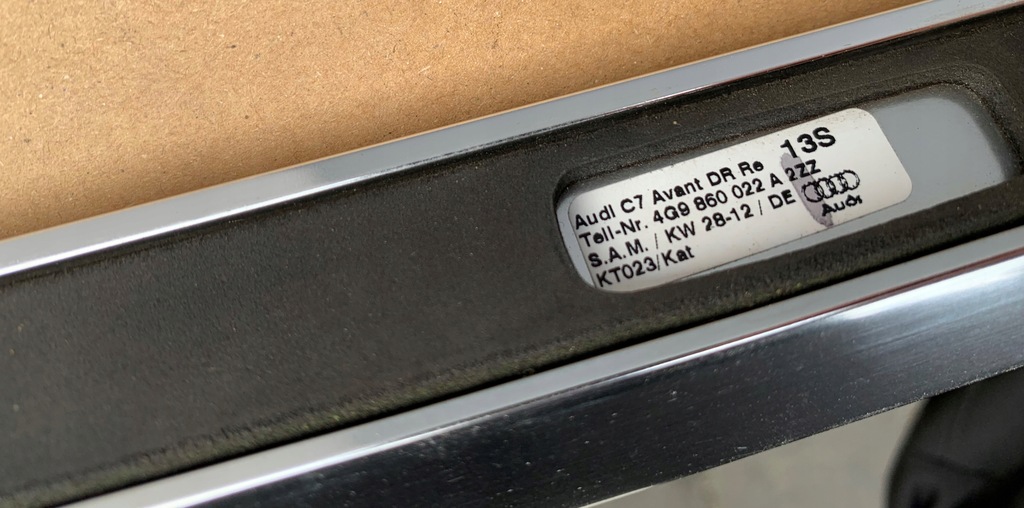 Audi C7 Avant DR Re 13S
Teil-Nr. 4G9 860 022 A 2ZZ
S.A.M. / KW 28-12 / DE
KT023/Kat
Audi